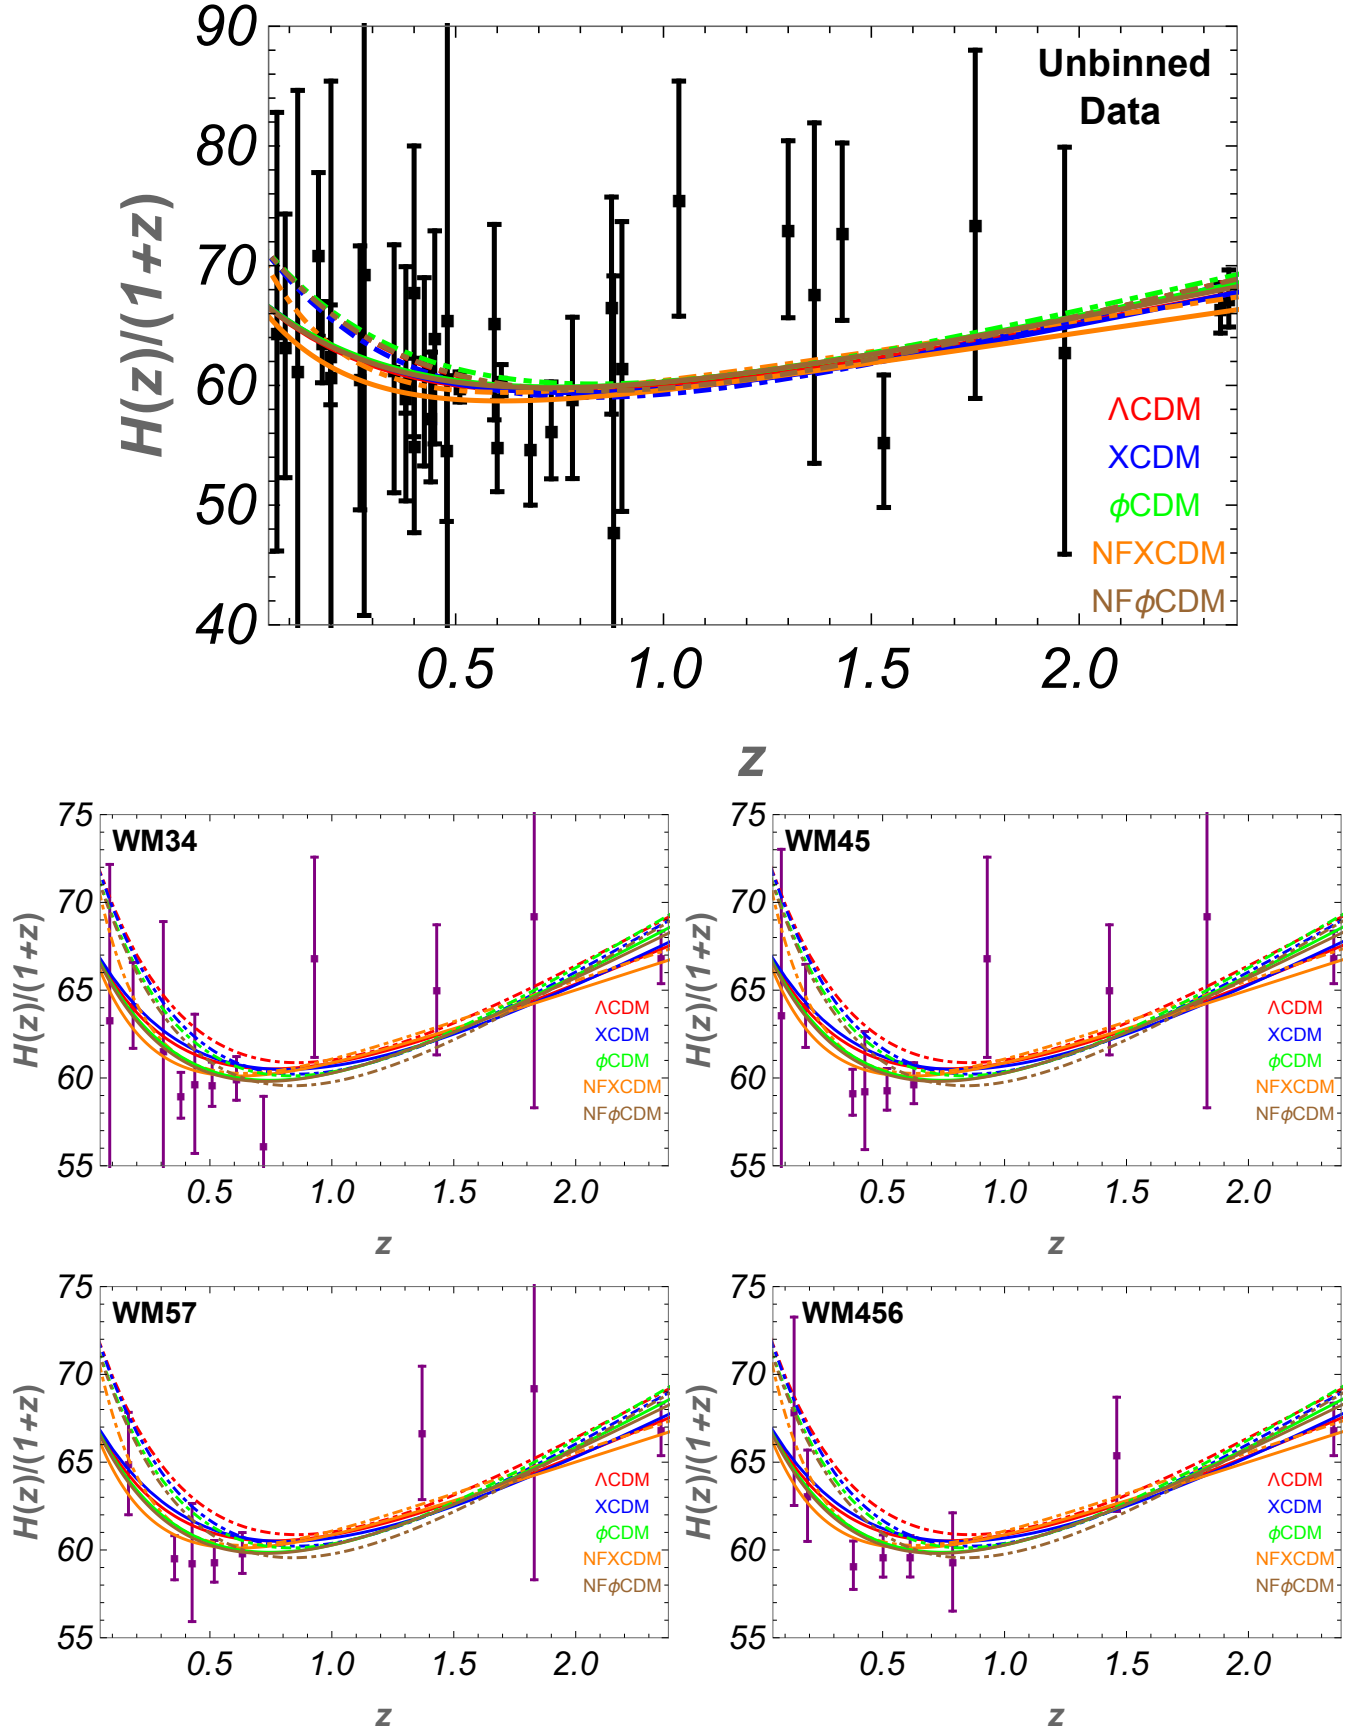 90
80
70
60
50
40
H(z)/(1+z)
Unbinned
Data
ΛCDM
XCDM
ϕCDM
NFXCDM
NFϕCDM
0.5 1.0 1.5 2.0
z
75
70
65
60
55
H(z)/(1+z)
WM34
ΛCDM
XCDM
ϕCDM
NFXCDM
NFϕCDM
0.5 1.0 1.5 2.0
z
75
70
65
60
55
H(z)/(1+z)
WM45
ΛCDM
XCDM
ϕCDM
NFXCDM
NFϕCDM
0.5 1.0 1.5 2.0
z
75
70
65
60
55
H(z)/(1+z)
WM57
ΛCDM
XCDM
ϕCDM
NFXCDM
NFϕCDM
0.5 1.0 1.5 2.0
z
75
70
65
60
55
H(z)/(1+z)
WM456
ΛCDM
XCDM
ϕCDM
NFXCDM
NFϕCDM
0.5 1.0 1.5 2.0
z